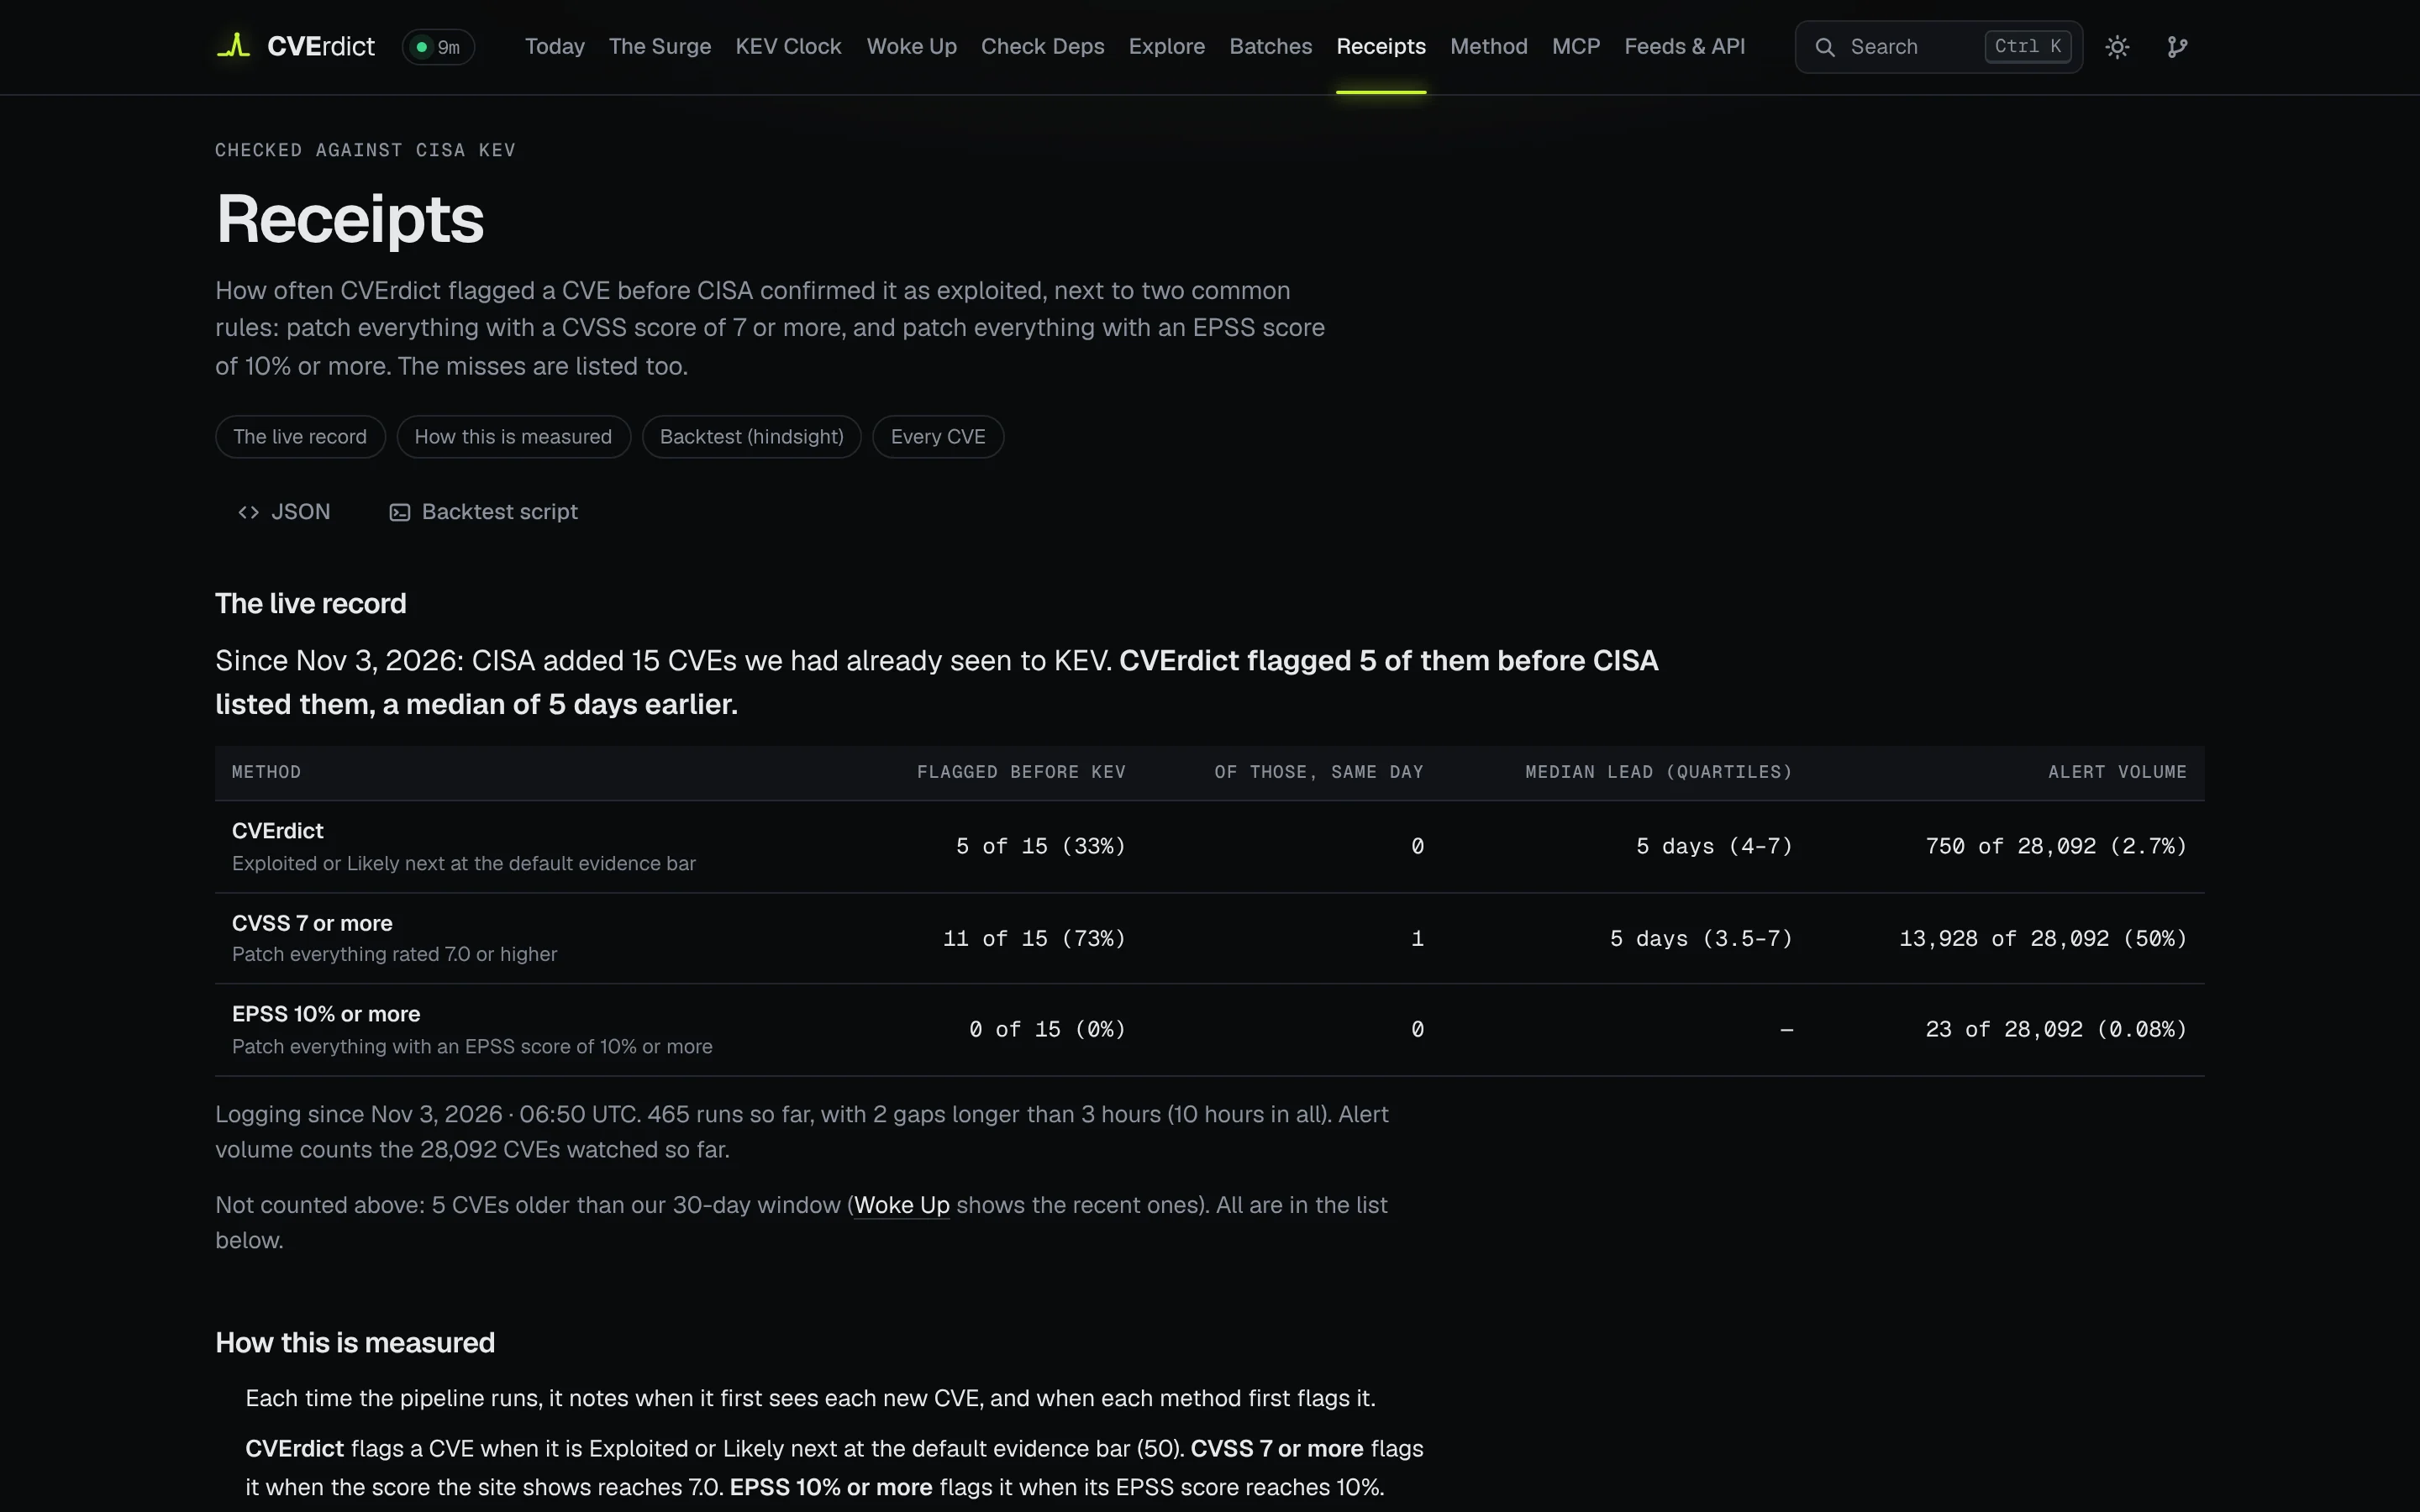 CVErdict 9m Today The Surge KEV Clock Woke Up Check Deps Explore Batches Receipts Method MCP Feeds & API Search Ctrl K
CHECKED AGAINST CISA KEV
Receipts
How often CVErdict flagged a CVE before CISA confirmed it as exploited, next to two common
rules: patch everything with a CVSS score of 7 or more, and patch everything with an EPSS score
of 10% or more. The misses are listed too.
The live record How this is measured Backtest (hindsight) Every CVE
JSON Backtest script
The live record
Since Nov 3, 2026: CISA added 15 CVEs we had already seen to KEV. CVErdict flagged 5 of them before CISA
listed them, a median of 5 days earlier.
METHOD FLAGGED BEFORE KEV OF THOSE, SAME DAY MEDIAN LEAD (QUARTILES) ALERT VOLUME
CVErdict
Exploited or Likely next at the default evidence bar
5 of 15 (33%) 0 5 days (4–7) 750 of 28,092 (2.7%)
CVSS 7 or more
Patch everything rated 7.0 or higher
11 of 15 (73%) 1 5 days (3.5–7) 13,928 of 28,092 (50%)
EPSS 10% or more
Patch everything with an EPSS score of 10% or more
0 of 15 (0%) 0 – 23 of 28,092 (0.08%)
Logging since Nov 3, 2026 · 06:50 UTC. 465 runs so far, with 2 gaps longer than 3 hours (10 hours in all). Alert
volume counts the 28,092 CVEs watched so far.
Not counted above: 5 CVEs older than our 30-day window (Woke Up shows the recent ones). All are in the list
below.
How this is measured
Each time the pipeline runs, it notes when it first sees each new CVE, and when each method first flags it.
CVErdict flags a CVE when it is Exploited or Likely next at the default evidence bar (50). CVSS 7 or more flags
it when the score the site shows reaches 7.0. EPSS 10% or more flags it when its EPSS score reaches 10%.